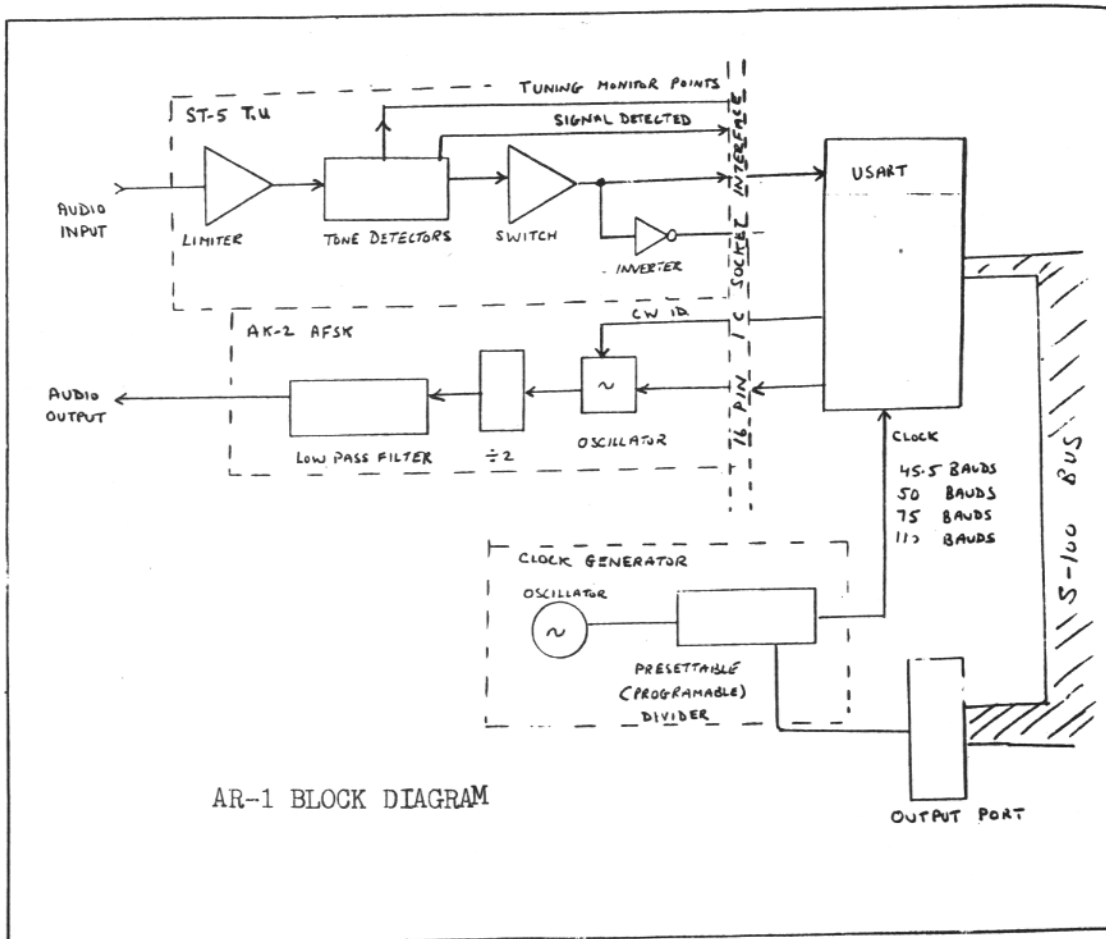 TUNING MONITOR POINTS
ST-5 T.U
SIGNAL DETECTED
AUDIO
INPUT
LIMITER
TONE DETECTORS
SWITCH
INVERTER
16 PIN IC SOCKET INTERFACE
USART
AK-2 AFSK
CW ID
AUDIO
OUTPUT
LOW PASS FILTER
÷2
~
OSCILLATOR
CLOCK
45.5 BAUDS
50 BAUDS
75 BAUDS
110 BAUDS
S-100 BUS
CLOCK GENERATOR
OSCILLATOR
~
PRESETTABLE
(PROGRAMABLE)
DIVIDER
OUTPUT PORT
AR-1 BLOCK DIAGRAM